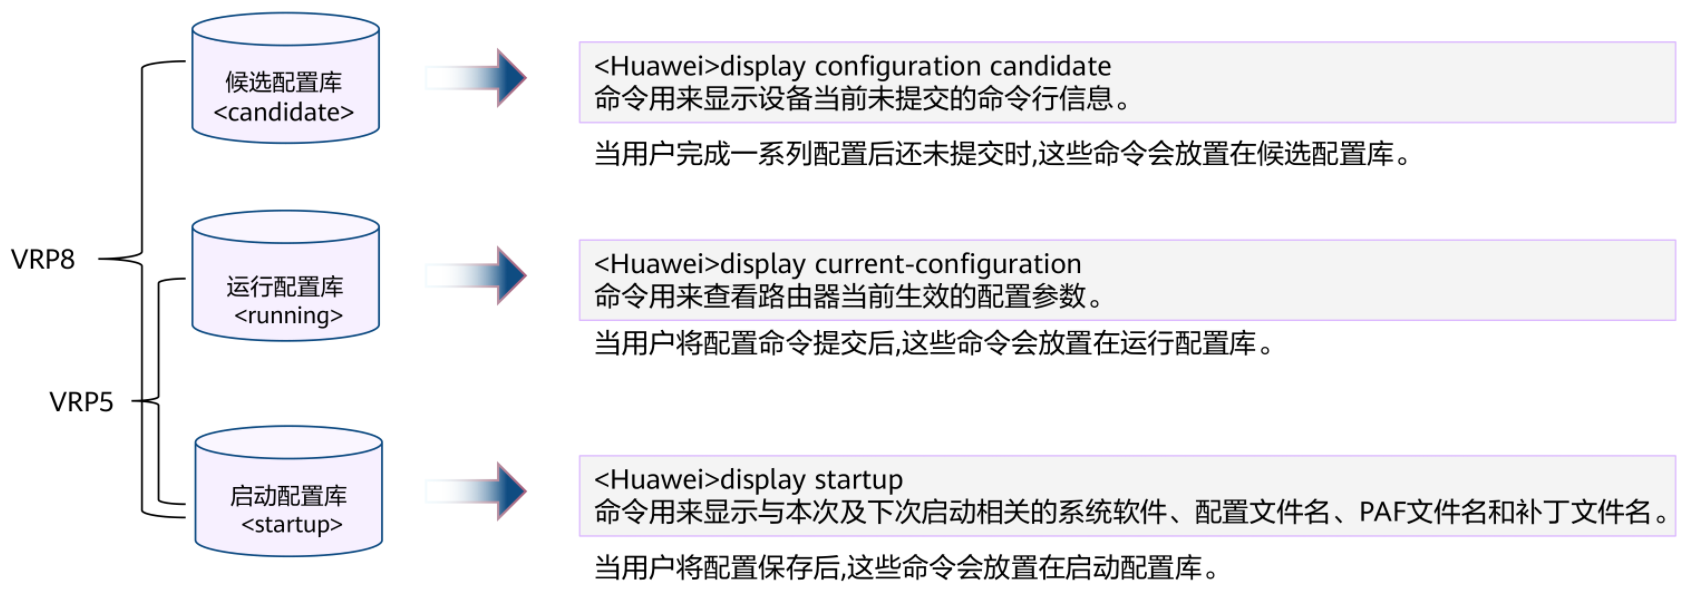 候选配置库
<candidate>
<Huawei>display configuration candidate
命令用来显示设备当前未提交的命令行信息。
当用户完成一系列配置后还未提交时,这些命令会放置在候选配置库。
VRP8
运行配置库
<running>
<Huawei>display current-configuration
命令用来查看路由器当前生效的配置参数。
当用户将配置命令提交后,这些命令会放置在运行配置库。
VRP5
启动配置库
<startup>
<Huawei>display startup
命令用来显示与本次及下次启动相关的系统软件、配置文件名、PAF文件名和补丁文件名。
当用户将配置保存后,这些命令会放置在启动配置库。